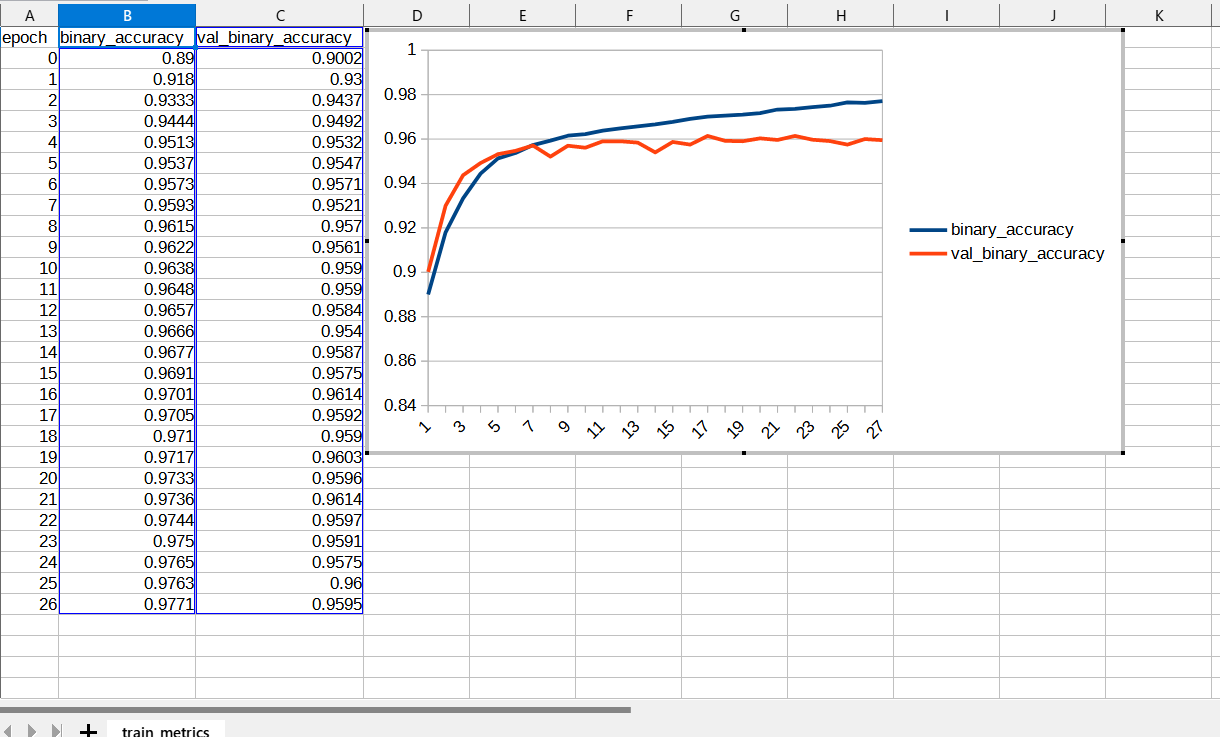 A B C D E F G H I J K
epoch binary_accuracy val_binary_accuracy
0 0.89 0.9002
1 0.918 0.93
2 0.9333 0.9437
3 0.9444 0.9492
4 0.9513 0.9532
5 0.9537 0.9547
6 0.9573 0.9571
7 0.9593 0.9521
8 0.9615 0.957
9 0.9622 0.9561
10 0.9638 0.959
11 0.9648 0.959
12 0.9657 0.9584
13 0.9666 0.954
14 0.9677 0.9587
15 0.9691 0.9575
16 0.9701 0.9614
17 0.9705 0.9592
18 0.971 0.959
19 0.9717 0.9603
20 0.9733 0.9596
21 0.9736 0.9614
22 0.9744 0.9597
23 0.975 0.9591
24 0.9765 0.9575
25 0.9763 0.96
26 0.9771 0.9595
1
0.98
0.96
0.94
0.92
0.9
0.88
0.86
0.84
1 3 5 7 9 11 13 15 17 19 21 23 25 27
binary_accuracy
val_binary_accuracy
train_metrics